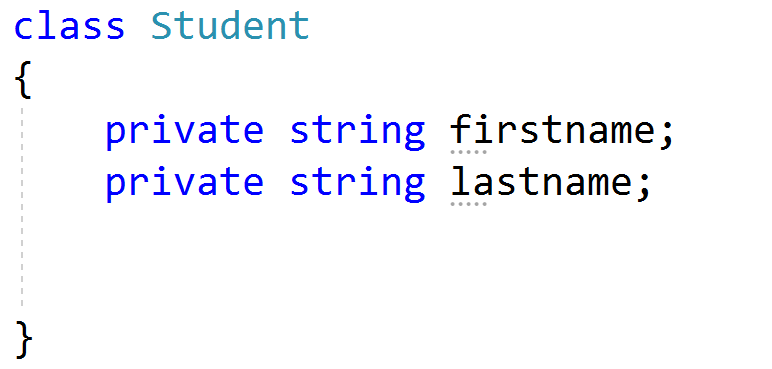 class Student
{
    private string firstname;
    private string lastname;
}